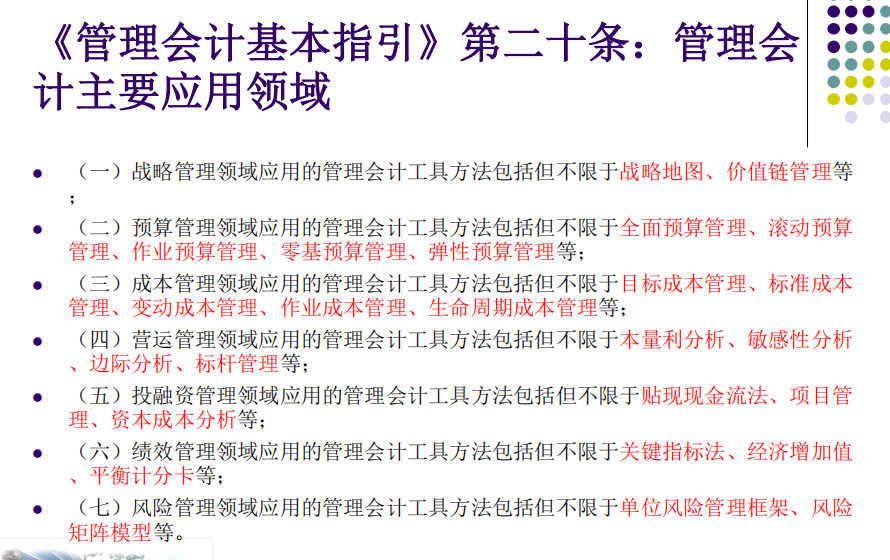 《管理会计基本指引》第二十条：管理会
计主要应用领域
（一）战略管理领域应用的管理会计工具方法包括但不限于战略地图、价值链管理等
；
（二）预算管理领域应用的管理会计工具方法包括但不限于全面预算管理、滚动预算
管理、作业预算管理、零基预算管理、弹性预算管理等；
（三）成本管理领域应用的管理会计工具方法包括但不限于目标成本管理、标准成本
管理、变动成本管理、作业成本管理、生命周期成本管理等；
（四）营运管理领域应用的管理会计工具方法包括但不限于本量利分析、敏感性分析
、边际分析、标杆管理等；
（五）投融资管理领域应用的管理会计工具方法包括但不限于贴现现金流法、项目管
理、资本成本分析等；
（六）绩效管理领域应用的管理会计工具方法包括但不限于关键指标法、经济增加值
、平衡计分卡等；
（七）风险管理领域应用的管理会计工具方法包括但不限于单位风险管理框架、风险
矩阵模型等。